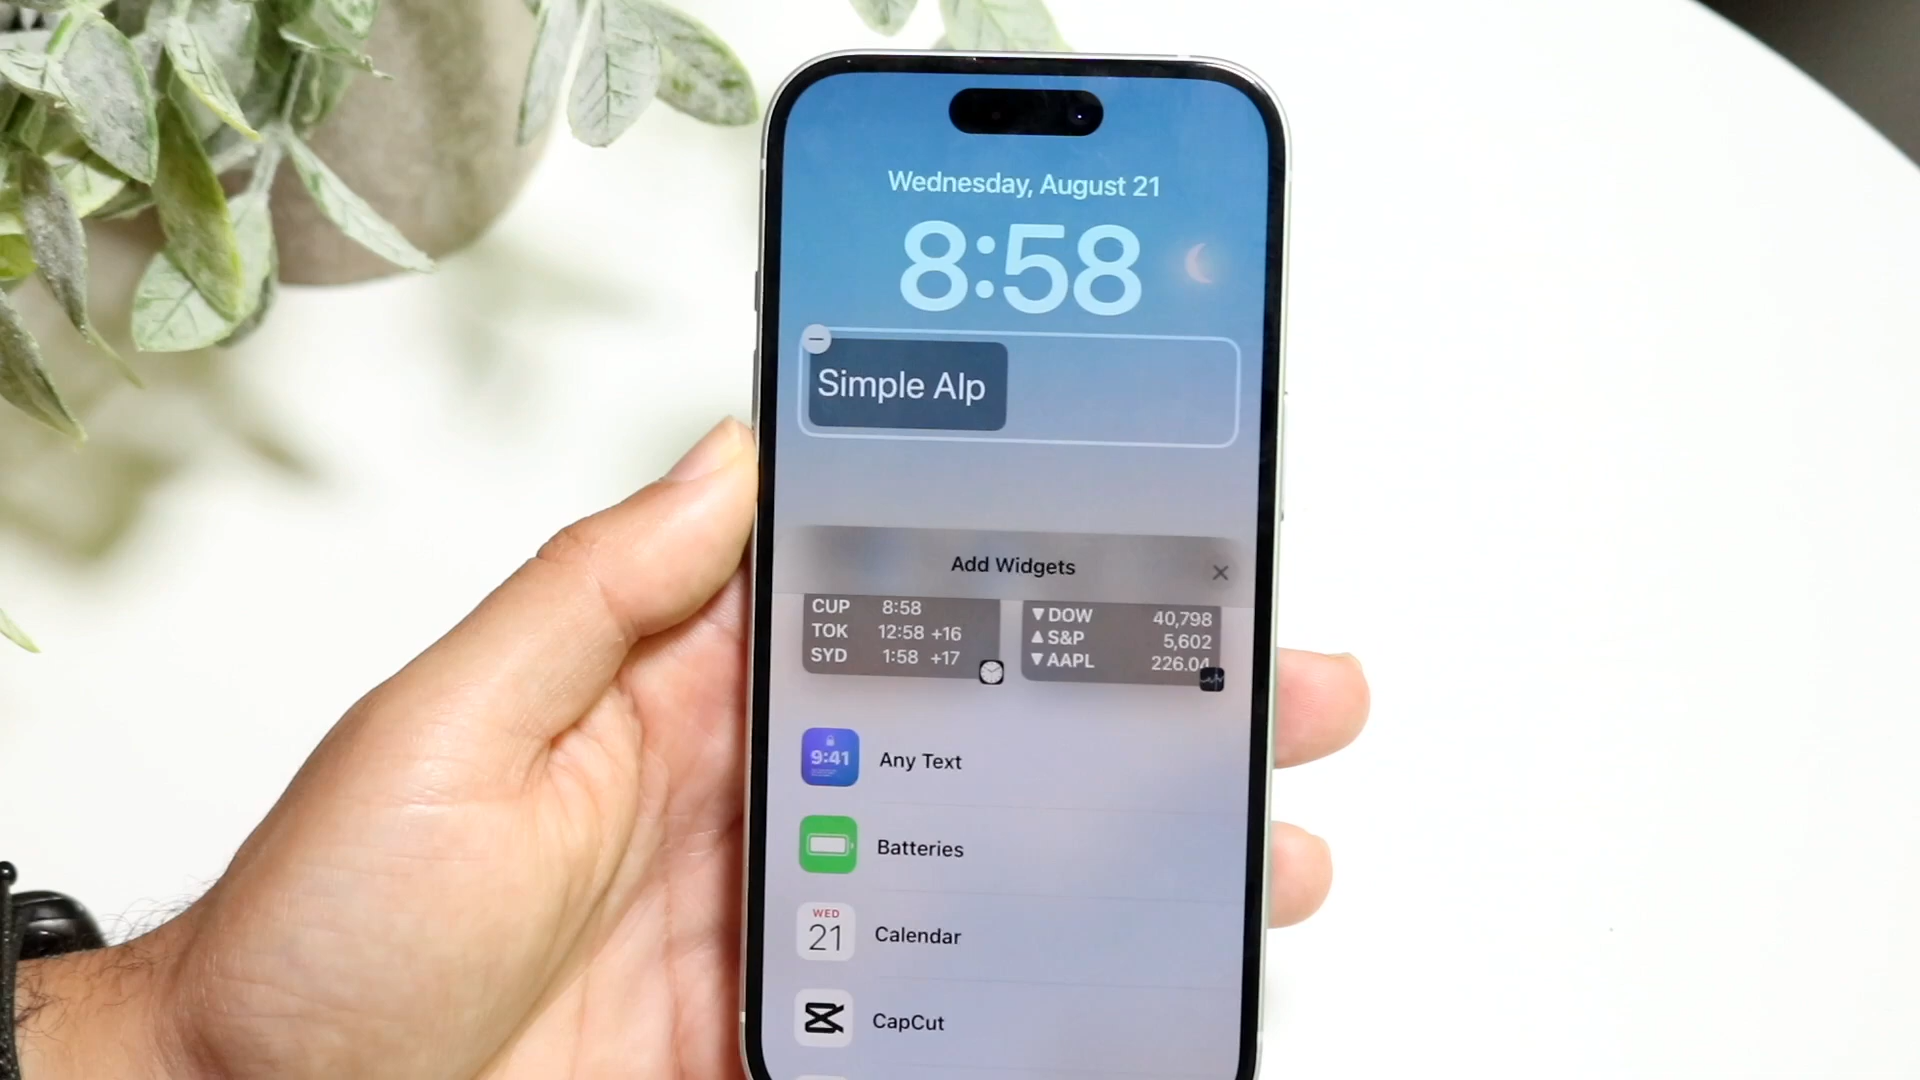 Wednesday, August 21
8:58
Simple Alp
Add Widgets
CUP 8:58
TOK 12:58 +16
SYD 1:58 +17
▼ DOW 40,798
▲ S&P 5,602
▼ AAPL 226.04
9:41
Any Text
Batteries
WED
21
Calendar
CapCut